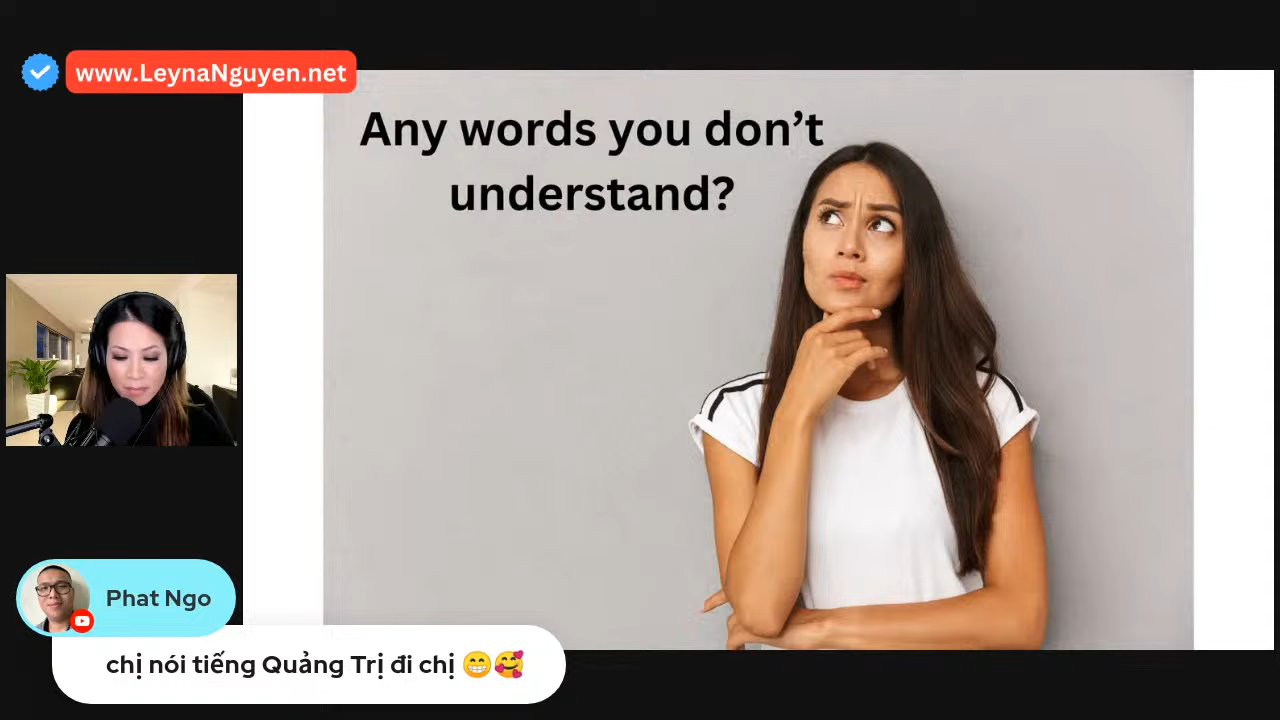 www.LeynaNguyen.net
Any words you don’t
understand?
Phat Ngo
chị nói tiếng Quảng Trị đi chị 😁🥰